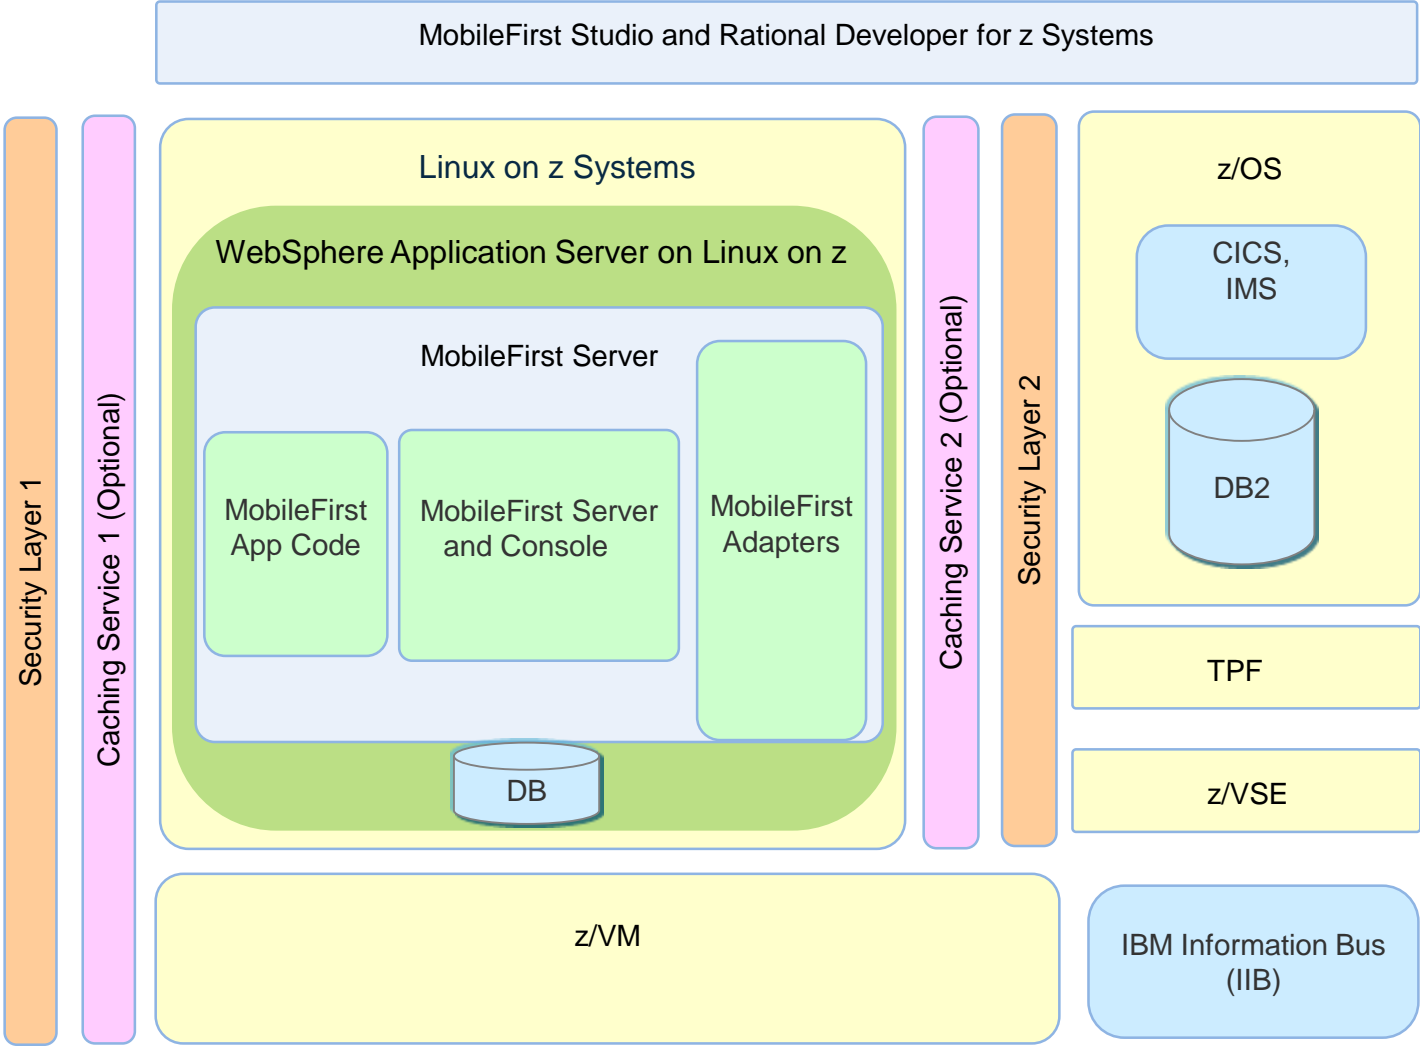 MobileFirst Studio and Rational Developer for z Systems
Security Layer 1
Caching Service 1 (Optional)
Linux on z Systems
WebSphere Application Server on Linux on z
MobileFirst Server
MobileFirst
App Code
MobileFirst Server
and Console
MobileFirst
Adapters
DB
Caching Service 2 (Optional)
Security Layer 2
z/OS
CICS,
IMS
DB2
TPF
z/VSE
z/VM
IBM Information Bus
(IIB)